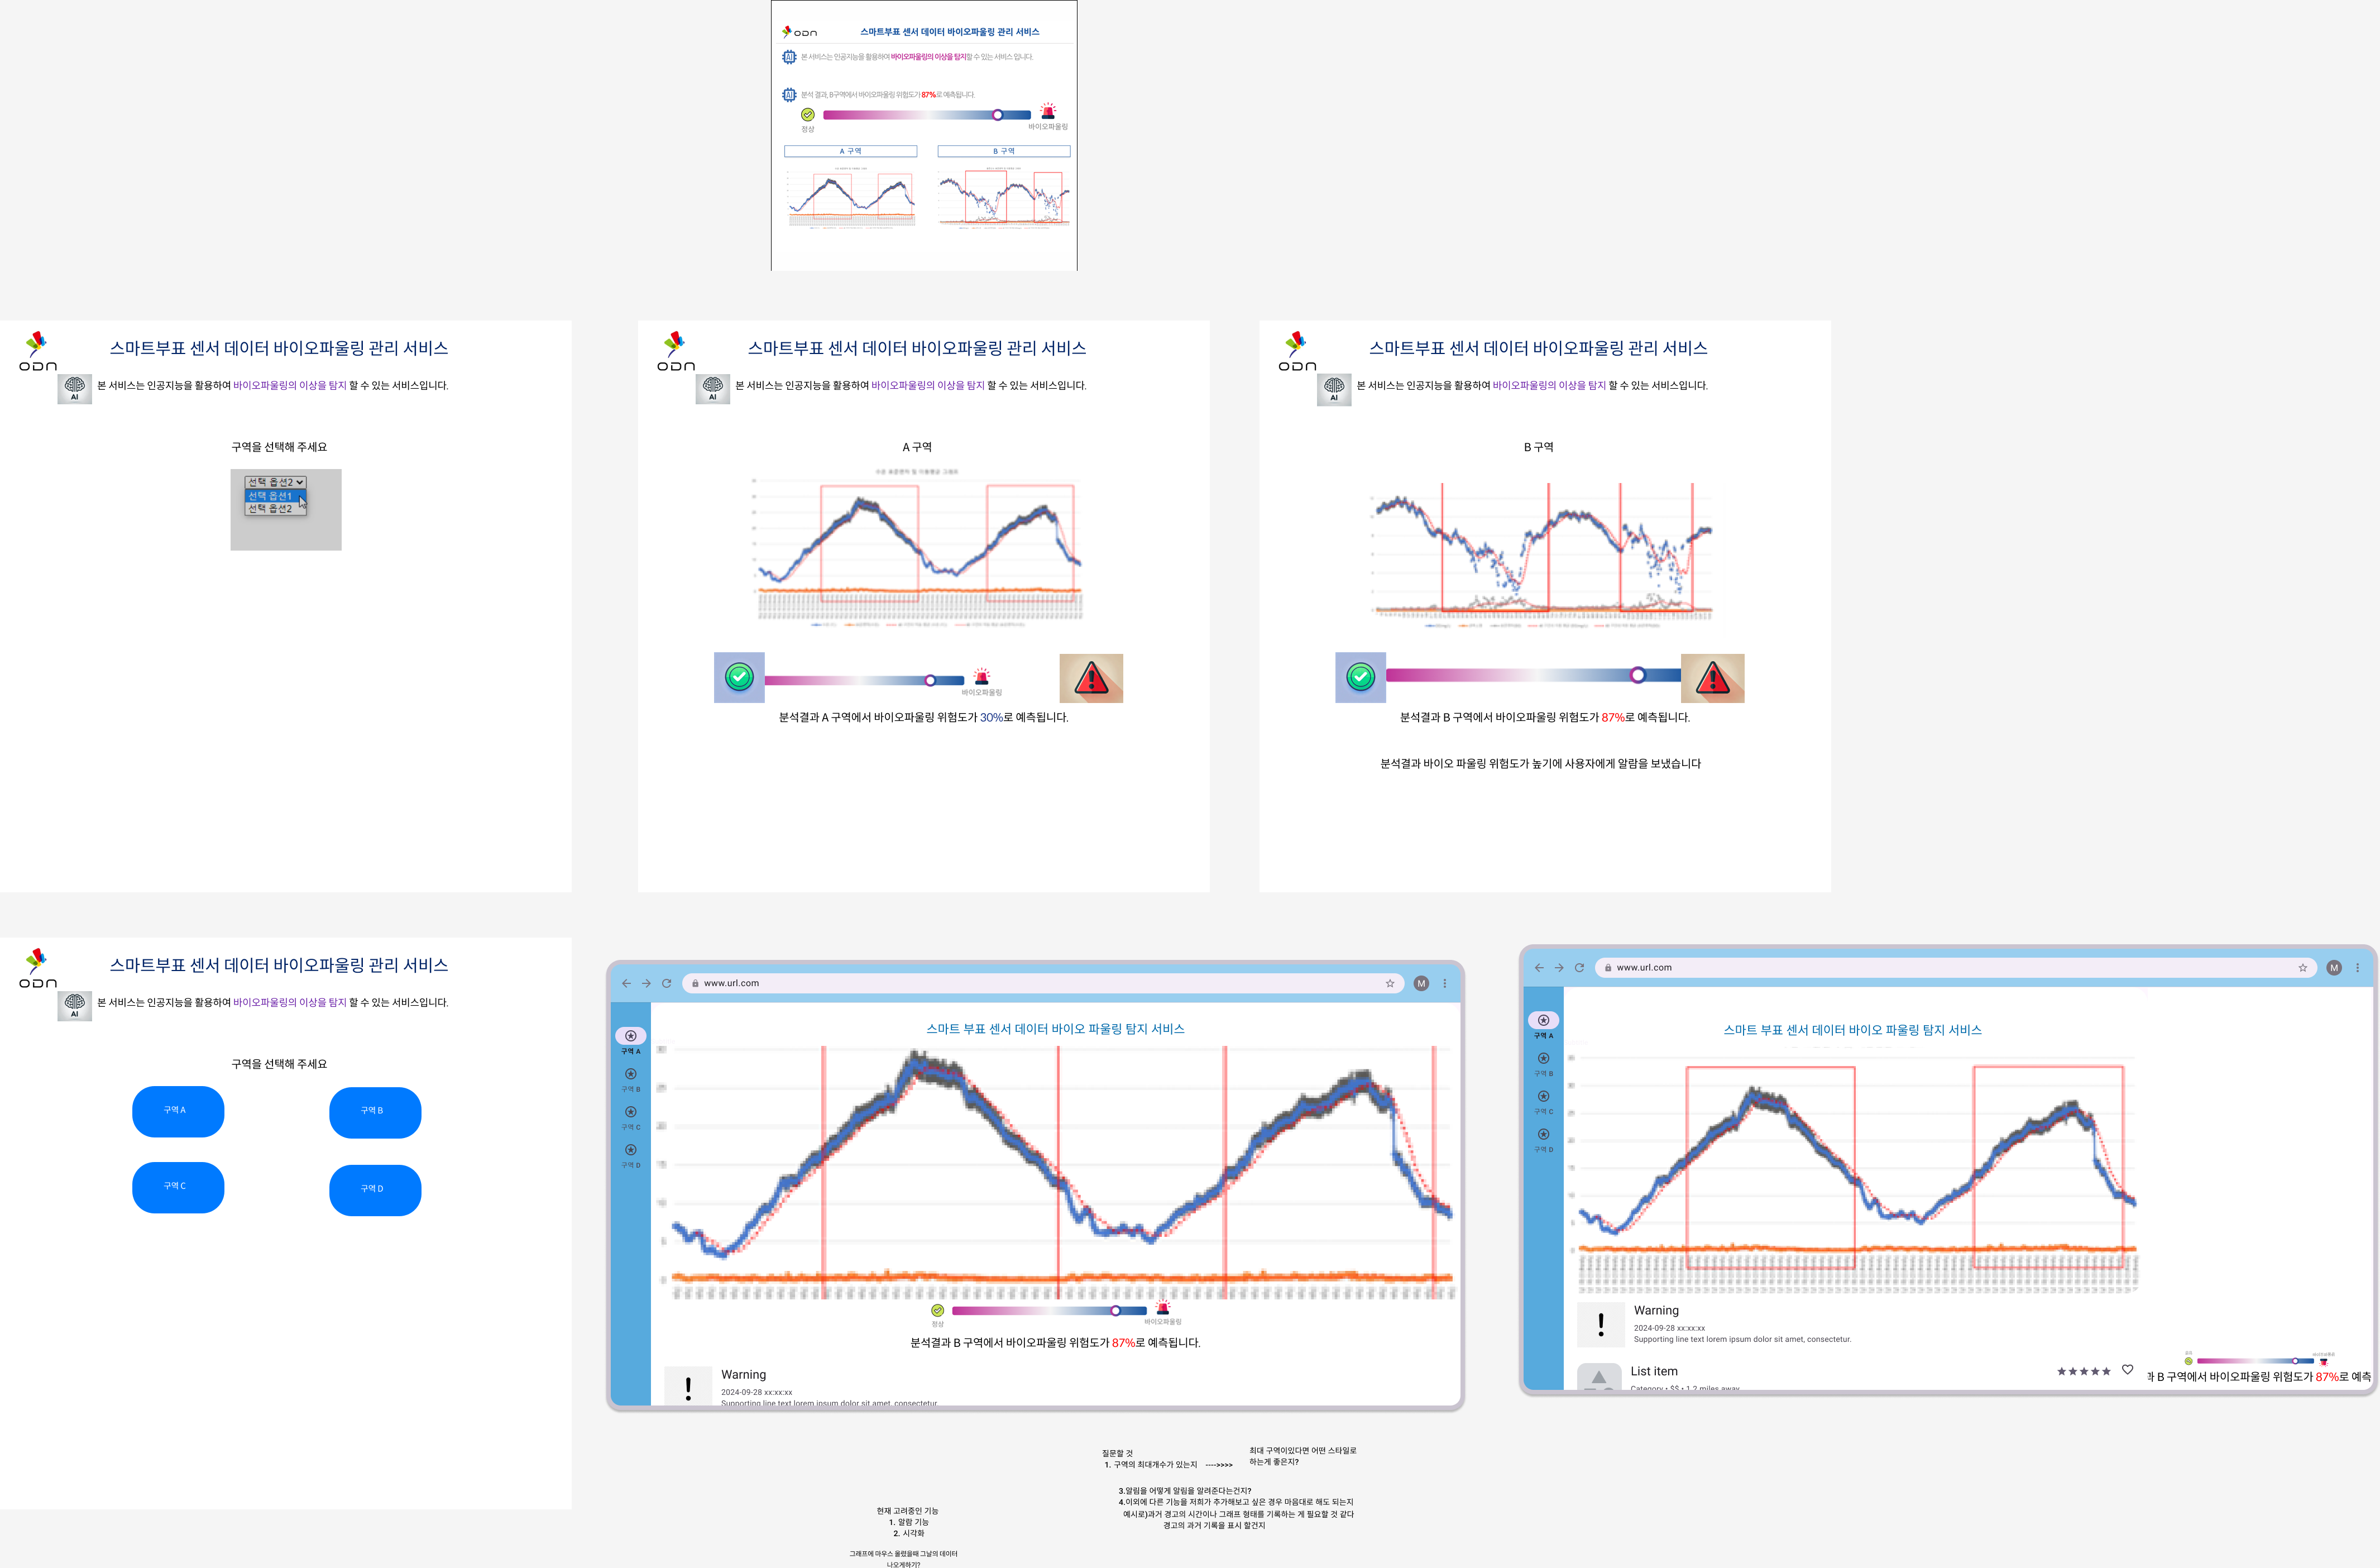 ODN
스마트부표 센서 데이터 바이오파울링 관리 서비스
AI 본 서비스는 인공지능을 활용하여 바이오파울링의 이상을 탐지할 수 있는 서비스 입니다.
AI 분석 결과, B구역에서 바이오파울링 위험도가 87%로 예측됩니다.
정상
바이오파울링
A 구역
B 구역
ODN
스마트부표 센서 데이터 바이오파울링 관리 서비스
AI
본 서비스는 인공지능을 활용하여 바이오파울링의 이상을 탐지 할 수 있는 서비스입니다.
구역을 선택해 주세요
선택 옵션2
선택 옵션1
선택 옵션2
ODN
스마트부표 센서 데이터 바이오파울링 관리 서비스
AI
본 서비스는 인공지능을 활용하여 바이오파울링의 이상을 탐지 할 수 있는 서비스입니다.
A 구역
수온 표준편차 및 이동평균 그래프
바이오파울링
분석결과 A 구역에서 바이오파울링 위험도가 30%로 예측됩니다.
ODN
스마트부표 센서 데이터 바이오파울링 관리 서비스
AI
본 서비스는 인공지능을 활용하여 바이오파울링의 이상을 탐지 할 수 있는 서비스입니다.
B 구역
분석결과 B 구역에서 바이오파울링 위험도가 87%로 예측됩니다.
분석결과 바이오 파울링 위험도가 높기에 사용자에게 알람을 보냈습니다
ODN
스마트부표 센서 데이터 바이오파울링 관리 서비스
AI
본 서비스는 인공지능을 활용하여 바이오파울링의 이상을 탐지 할 수 있는 서비스입니다.
구역을 선택해 주세요
구역 A
구역 B
구역 C
구역 D
www.url.com
M
구역 A
구역 B
구역 C
구역 D
스마트 부표 센서 데이터 바이오 파울링 탐지 서비스
정상
바이오파울링
분석결과 B 구역에서 바이오파울링 위험도가 87%로 예측됩니다.
Warning
2024-09-28 xx:xx:xx
Supporting line text lorem ipsum dolor sit amet, consectetur.
www.url.com
M
구역 A
구역 B
구역 C
구역 D
스마트 부표 센서 데이터 바이오 파울링 탐지 서비스
Warning
2024-09-28 xx:xx:xx
Supporting line text lorem ipsum dolor sit amet, consectetur.
List item
Category • $$ • 1.2 miles away
B 구역에서 바이오파울링 위험도가 87%로 예측
질문할 것
1. 구역의 최대개수가 있는지 ---->>>>
최대 구역이있다면 어떤 스타일로
하는게 좋은지?
3.알림을 어떻게 알림을 알려준다는건지?
4.이외에 다른 기능을 저희가 추가해보고 싶은 경우 마음대로 해도 되는지
예시로)과거 경고의 시간이나 그래프 형태를 기록하는 게 필요할 것 같다
경고의 과거 기록을 표시 할건지
현재 고려중인 기능
1. 알람 기능
2. 시각화
그래프에 마우스 올렸을때 그날의 데이터
나오게하기?